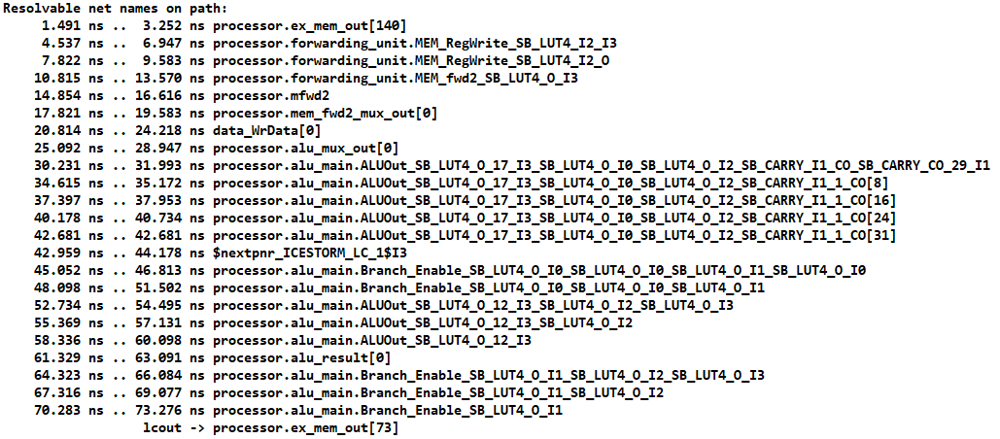 Resolvable net names on path:
1.491 ns .. 3.252 ns processor.ex_mem_out[140]
4.537 ns .. 6.947 ns processor.forwarding_unit.MEM_RegWrite_SB_LUT4_I2_I3
7.822 ns .. 9.583 ns processor.forwarding_unit.MEM_RegWrite_SB_LUT4_I2_O
10.815 ns .. 13.570 ns processor.forwarding_unit.MEM_fwd2_SB_LUT4_O_I3
14.854 ns .. 16.616 ns processor.mfwd2
17.821 ns .. 19.583 ns processor.mem_fwd2_mux_out[0]
20.814 ns .. 24.218 ns data_WrData[0]
25.092 ns .. 28.947 ns processor.alu_mux_out[0]
30.231 ns .. 31.993 ns processor.alu_main.ALUOut_SB_LUT4_O_17_I3_SB_LUT4_O_I0_SB_LUT4_O_I2_SB_CARRY_I1_CO_SB_CARRY_CO_29_I1
34.615 ns .. 35.172 ns processor.alu_main.ALUOut_SB_LUT4_O_17_I3_SB_LUT4_O_I0_SB_LUT4_O_I2_SB_CARRY_I1_1_CO[8]
37.397 ns .. 37.953 ns processor.alu_main.ALUOut_SB_LUT4_O_17_I3_SB_LUT4_O_I0_SB_LUT4_O_I2_SB_CARRY_I1_1_CO[16]
40.178 ns .. 40.734 ns processor.alu_main.ALUOut_SB_LUT4_O_17_I3_SB_LUT4_O_I0_SB_LUT4_O_I2_SB_CARRY_I1_1_CO[24]
42.681 ns .. 42.681 ns processor.alu_main.ALUOut_SB_LUT4_O_17_I3_SB_LUT4_O_I0_SB_LUT4_O_I2_SB_CARRY_I1_1_CO[31]
42.959 ns .. 44.178 ns $nextpnr_ICESTORM_LC_1$I3
45.052 ns .. 46.813 ns processor.alu_main.Branch_Enable_SB_LUT4_O_I0_SB_LUT4_O_I0_SB_LUT4_O_I1_SB_LUT4_O_I0
48.098 ns .. 51.502 ns processor.alu_main.Branch_Enable_SB_LUT4_O_I0_SB_LUT4_O_I0_SB_LUT4_O_I1
52.734 ns .. 54.495 ns processor.alu_main.ALUOut_SB_LUT4_O_12_I3_SB_LUT4_O_I2_SB_LUT4_O_I3
55.369 ns .. 57.131 ns processor.alu_main.ALUOut_SB_LUT4_O_12_I3_SB_LUT4_O_I2
58.336 ns .. 60.098 ns processor.alu_main.ALUOut_SB_LUT4_O_12_I3
61.329 ns .. 63.091 ns processor.alu_result[0]
64.323 ns .. 66.084 ns processor.alu_main.Branch_Enable_SB_LUT4_O_I1_SB_LUT4_O_I2_SB_LUT4_O_I3
67.316 ns .. 69.077 ns processor.alu_main.Branch_Enable_SB_LUT4_O_I1_SB_LUT4_O_I2
70.283 ns .. 73.276 ns processor.alu_main.Branch_Enable_SB_LUT4_O_I1
lcout -> processor.ex_mem_out[73]